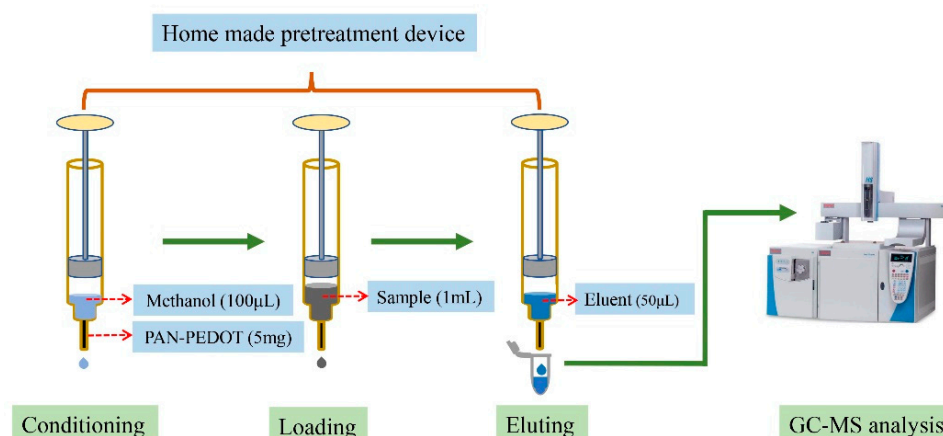 Home made pretreatment device
Methanol (100μL)
Sample (1mL)
Eluent (50μL)
PAN-PEDOT (5mg)
Conditioning
Loading
Eluting
GC-MS analysis